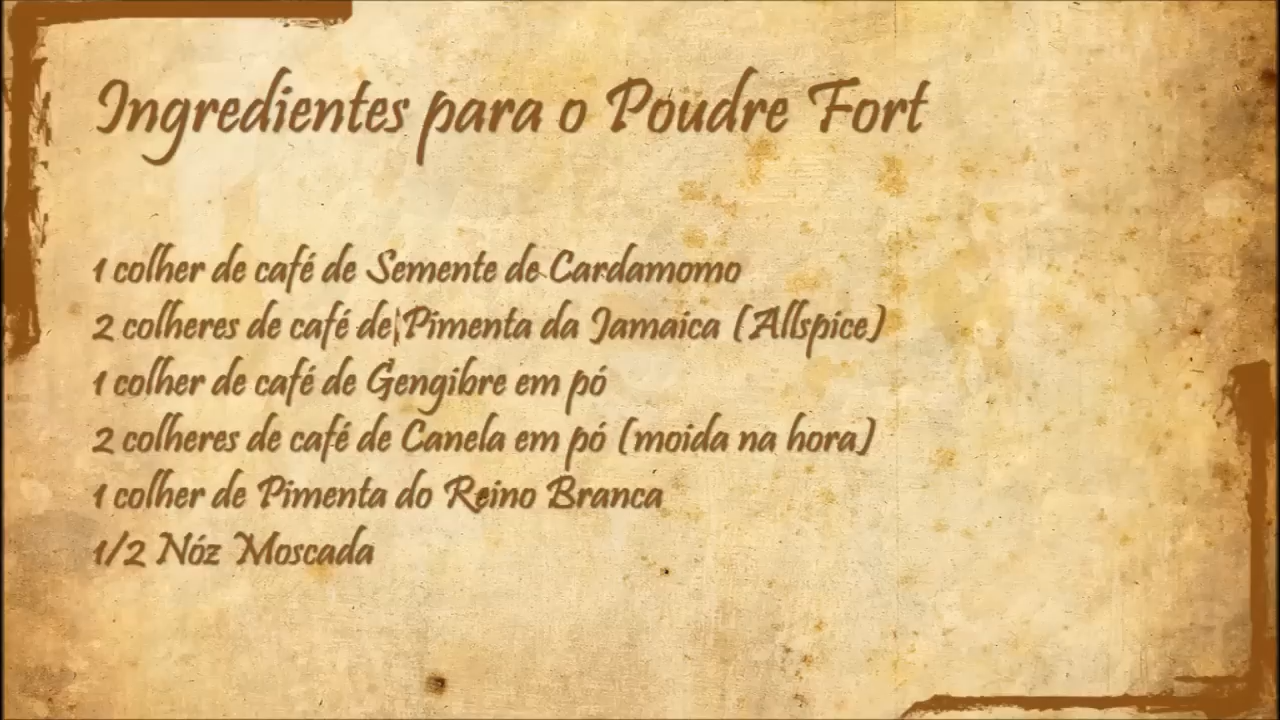 Ingredientes para o Poudre Fort
1 colher de café de Semente de Cardamomo
2 colheres de café de Pimenta da Jamaica (Allspice)
1 colher de café de Gengibre em pó
2 colheres de café de Canela em pó (moida na hora)
1 colher de Pimenta do Reino Branca
1/2 Nóz Moscada